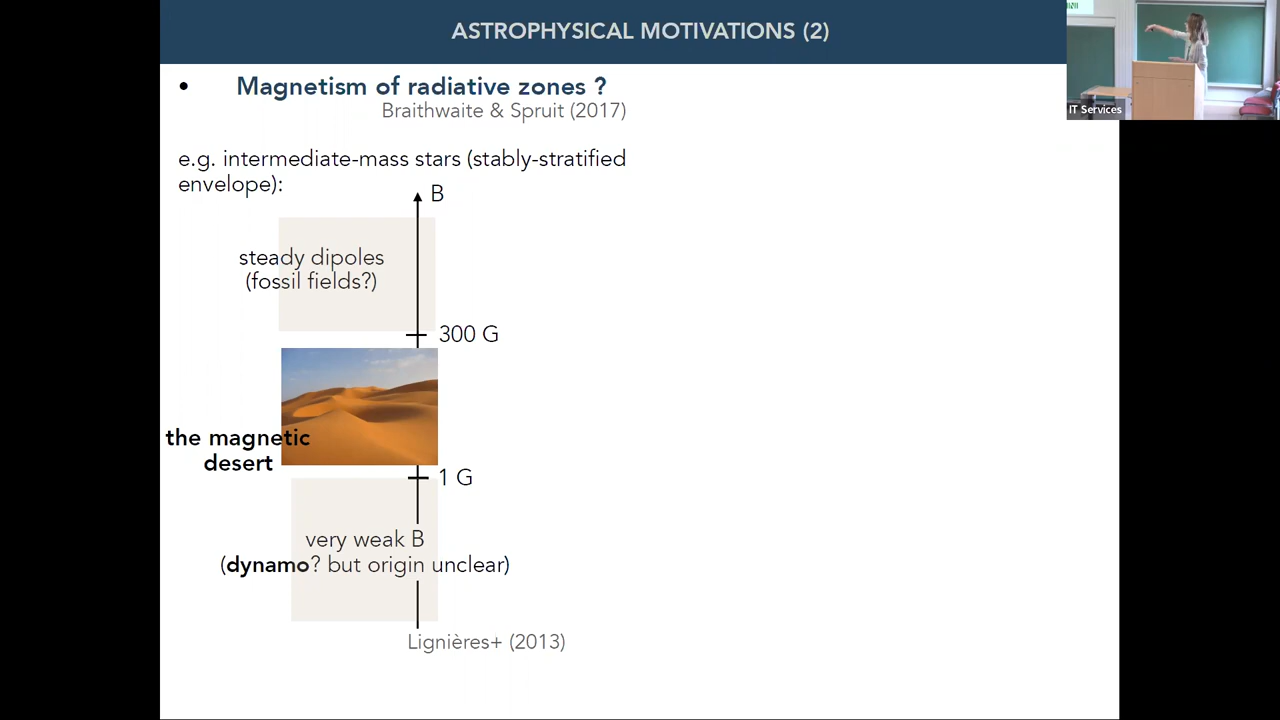 ASTROPHYSICAL MOTIVATIONS (2)
IT Services
• Magnetism of radiative zones ?
Braithwaite & Spruit (2017)
e.g. intermediate-mass stars (stably-stratified
envelope):
B
steady dipoles
(fossil fields?)
300 G
the magnetic
desert
1 G
very weak B
(dynamo? but origin unclear)
Lignières+ (2013)